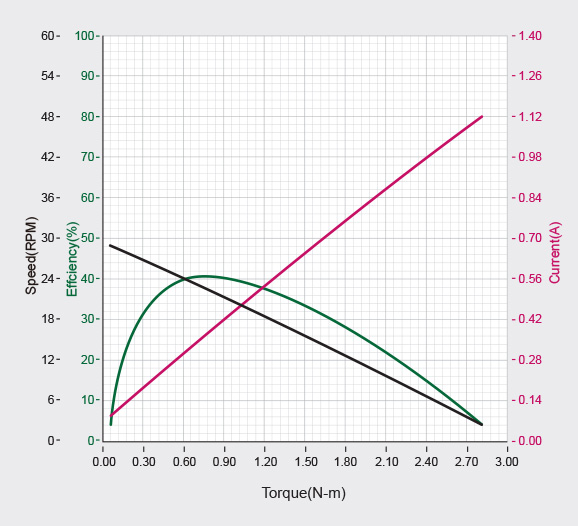 60- 100- - 1.40
54- 90- - 1.26
48- 80- - 1.12
42- 70- - 0.98
36- 60- - 0.84
30- 50- - 0.70
24- 40- - 0.56
18- 30- - 0.42
12- 20- - 0.28
6- 10- - 0.14
0- 0- - 0.00
Speed(RPM)
Effciency(%)
Current(A)
0.00 0.30 0.60 0.90 1.20 1.50 1.80 2.10 2.40 2.70 3.00
Torque(N-m)